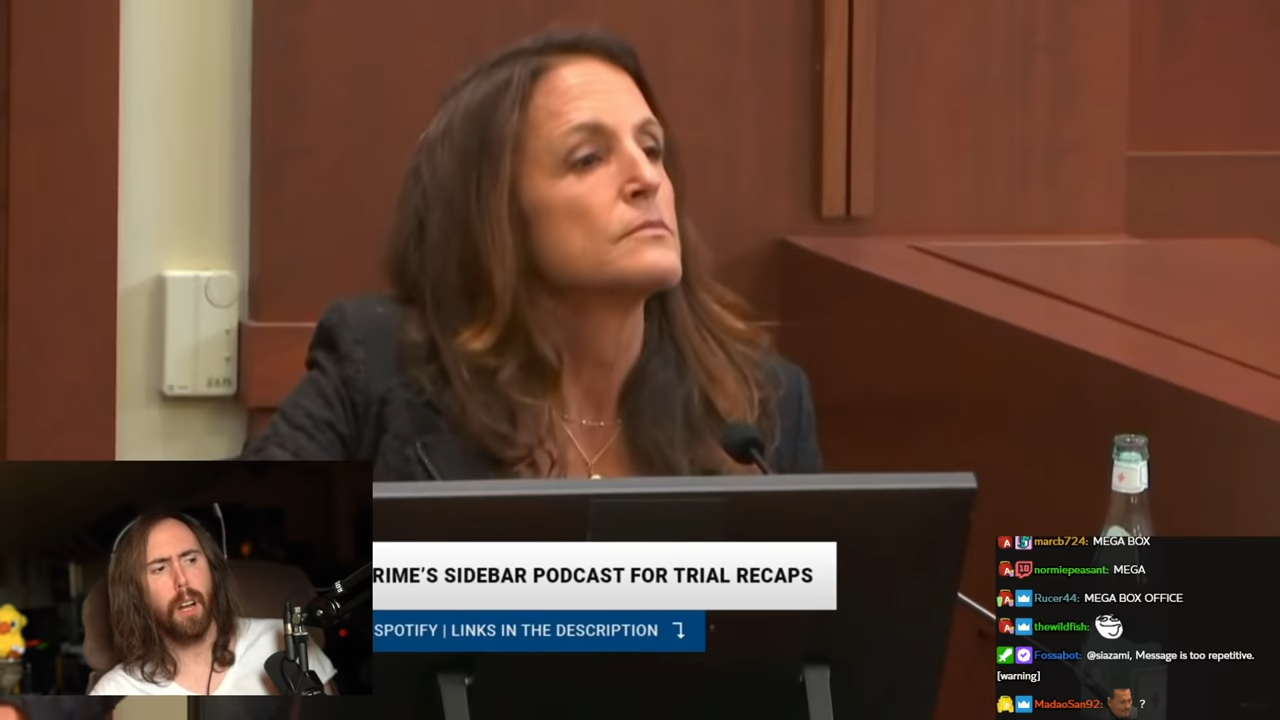 RIME'S SIDEBAR PODCAST FOR TRIAL RECAPS
SPOTIFY | LINKS IN THE DESCRIPTION
marcb724: MEGA BOX
normiepeasant: MEGA
Rucer44: MEGA BOX OFFICE
thewildfish:
Fossabot: @siazami, Message is too repetitive.
[warning]
MadaoSan92: ?